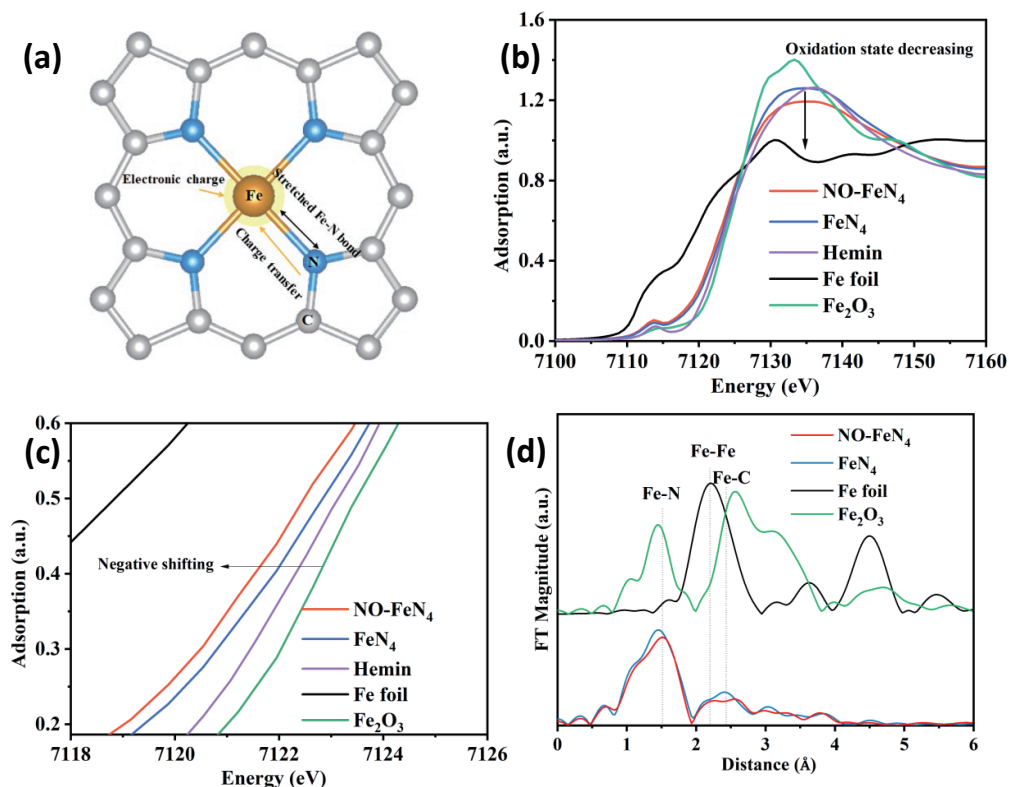 (a)
Electronic charge
Fe
Stretched Fe-N bond
Charge transfer
N
C
(b)
Oxidation state decreasing
Adsorption (a.u.)
1.2
0.8
0.4
0.0
NO-FeN₄
FeN₄
Hemin
Fe foil
Fe₂O₃
7100 7110 7120 7130 7140 7150 7160
Energy (eV)
(c)
Adsorption (a.u.)
0.6
0.5
0.4
0.3
0.2
Negative shifting
NO-FeN₄
FeN₄
Hemin
Fe foil
Fe₂O₃
7118 7120 7122 7124 7126
Energy (eV)
(d)
FT Magnitude (a.u.)
Fe-N
Fe-Fe
Fe-C
NO-FeN₄
FeN₄
Fe foil
Fe₂O₃
0 1 2 3 4 5 6
Distance (Å)